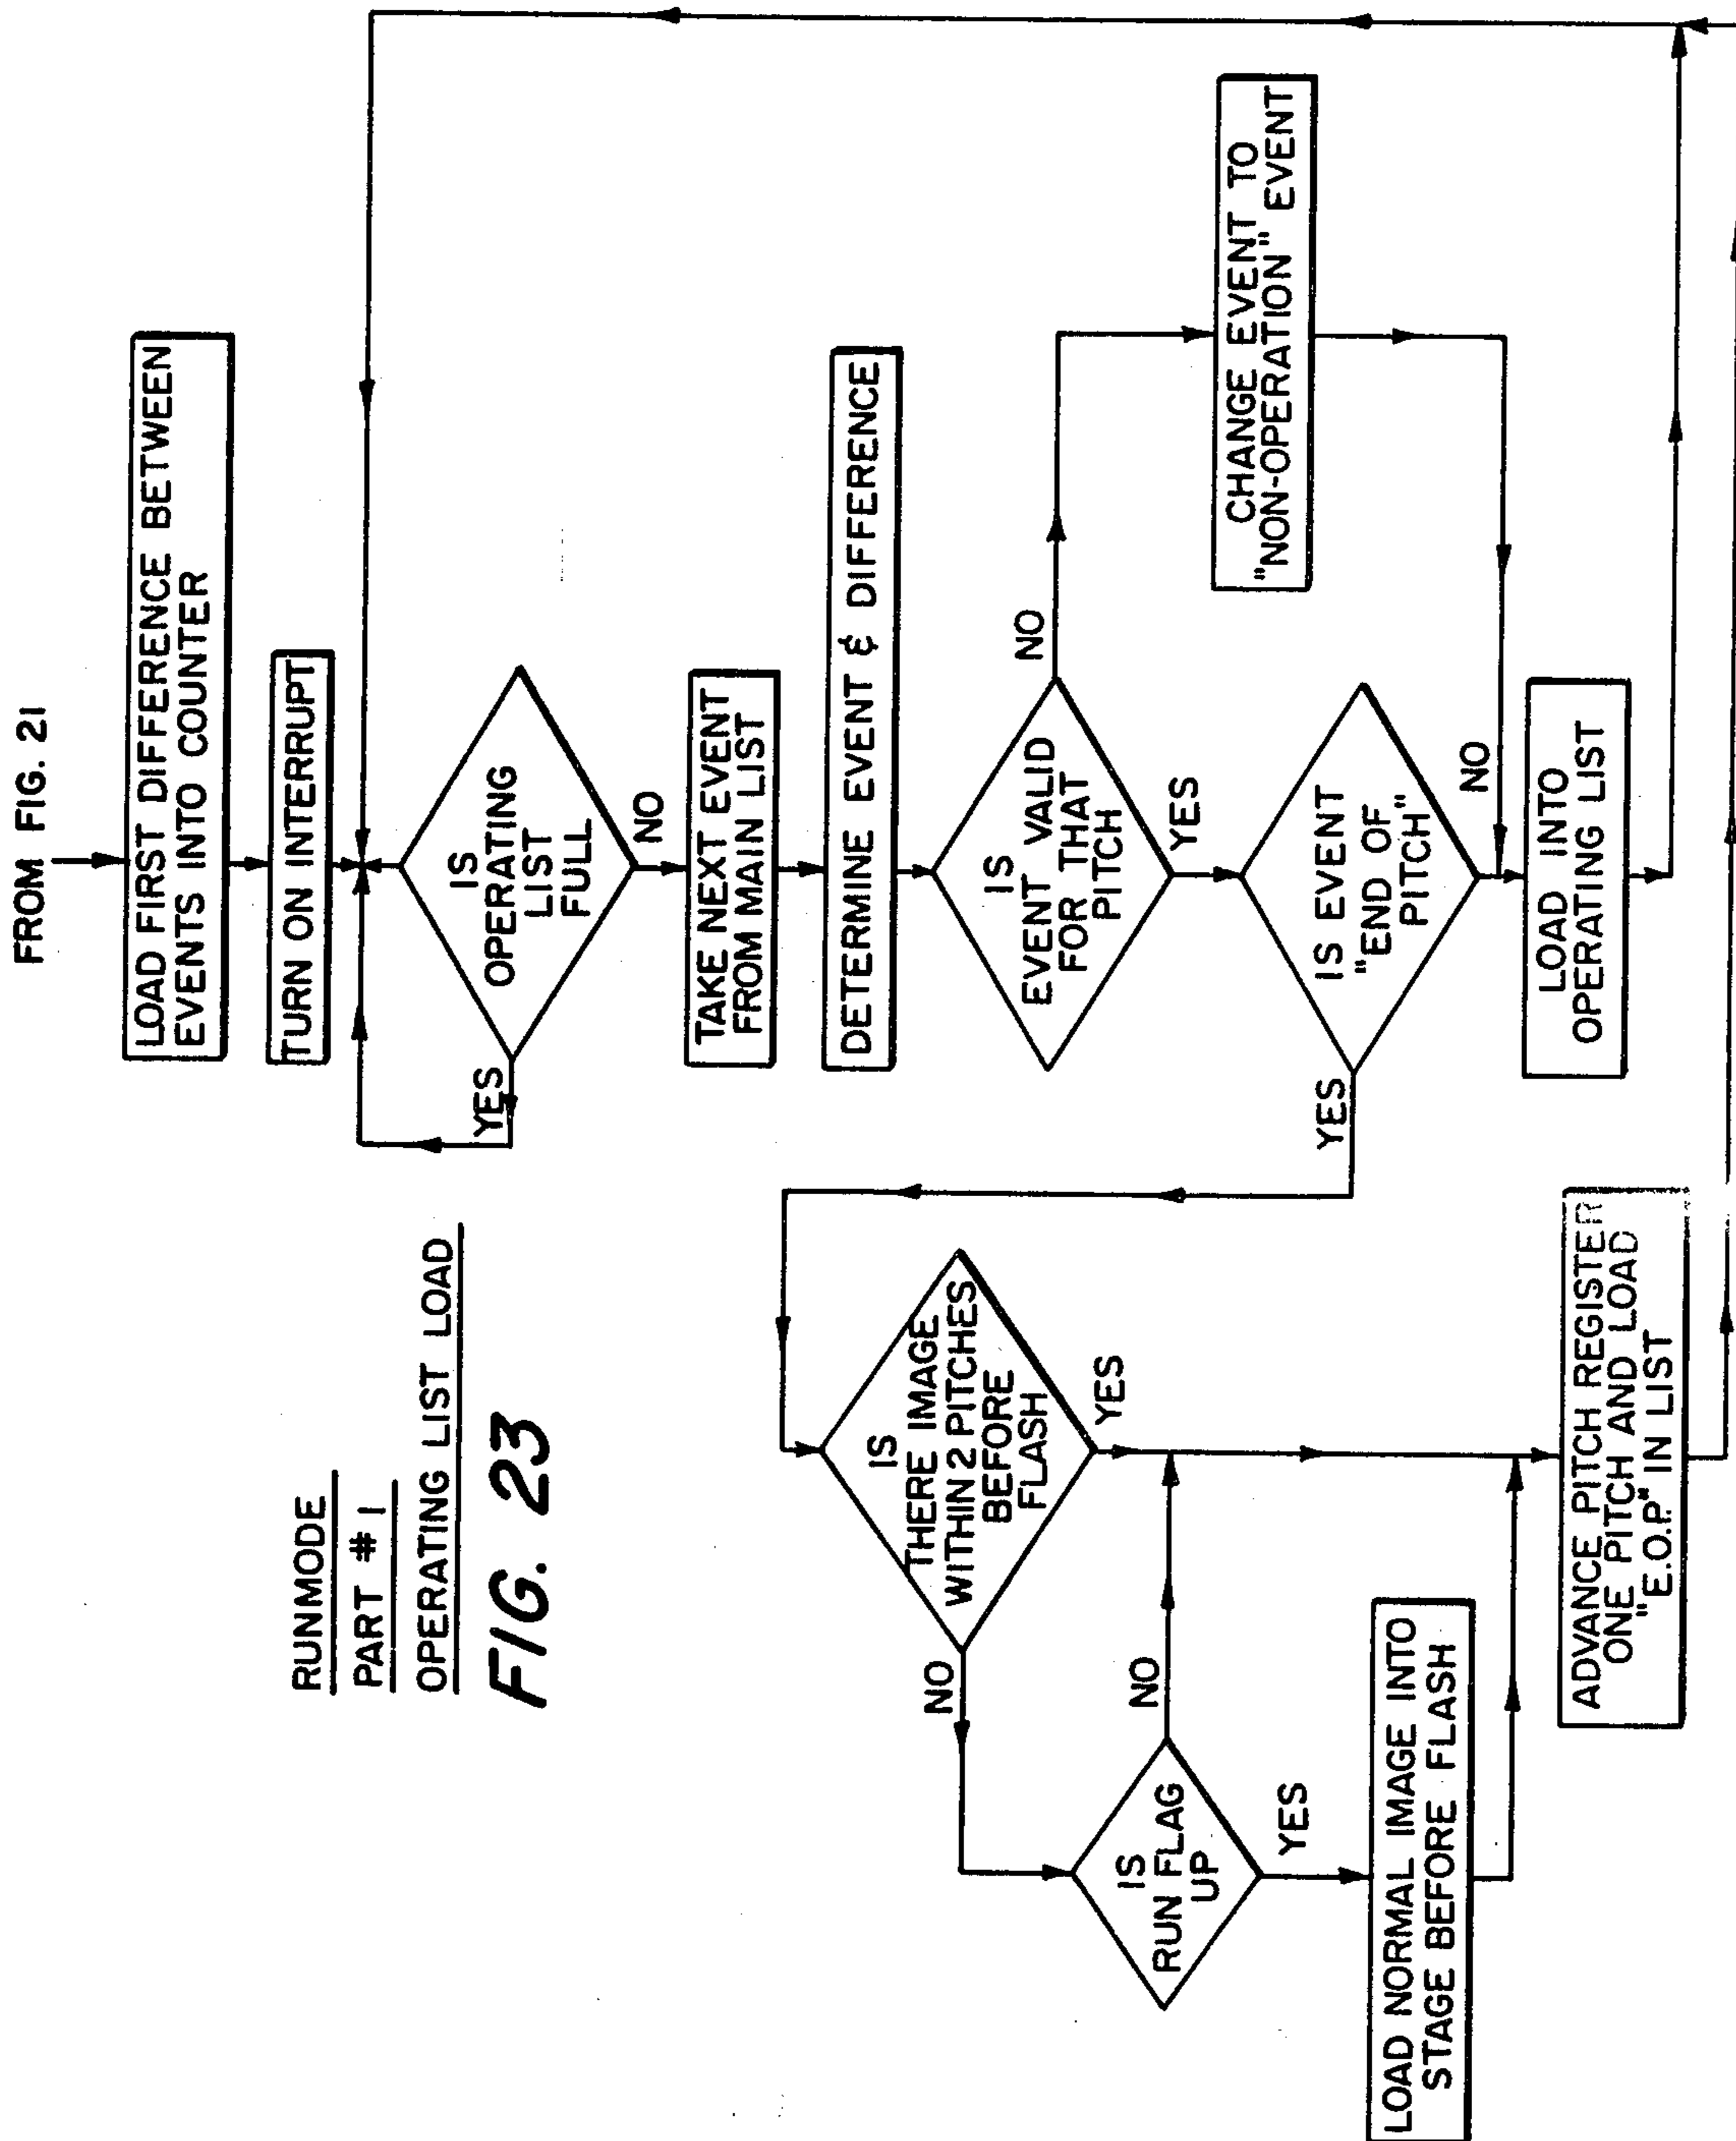 FROM FIG. 21
LOAD FIRST DIFFERENCE BETWEEN
EVENTS INTO COUNTER
TURN ON INTERRUPT
IS
OPERATING
LIST
FULL
YES
NO
TAKE NEXT EVENT
FROM MAIN LIST
DETERMINE EVENT & DIFFERENCE
IS
EVENT VALID
FOR THAT
PITCH
NO
YES
CHANGE EVENT TO
"NON-OPERATION" EVENT
IS EVENT
"END OF
PITCH"
YES
NO
LOAD INTO
OPERATING LIST
RUNMODE
PART # 1
OPERATING LIST LOAD
FIG. 23
IS
THERE IMAGE
WITHIN 2 PITCHES
BEFORE
FLASH
NO
YES
IS
RUN FLAG
UP
NO
YES
LOAD NORMAL IMAGE INTO
STAGE BEFORE FLASH
ADVANCE PITCH REGISTER
ONE PITCH AND LOAD
"E.O.P." IN LIST